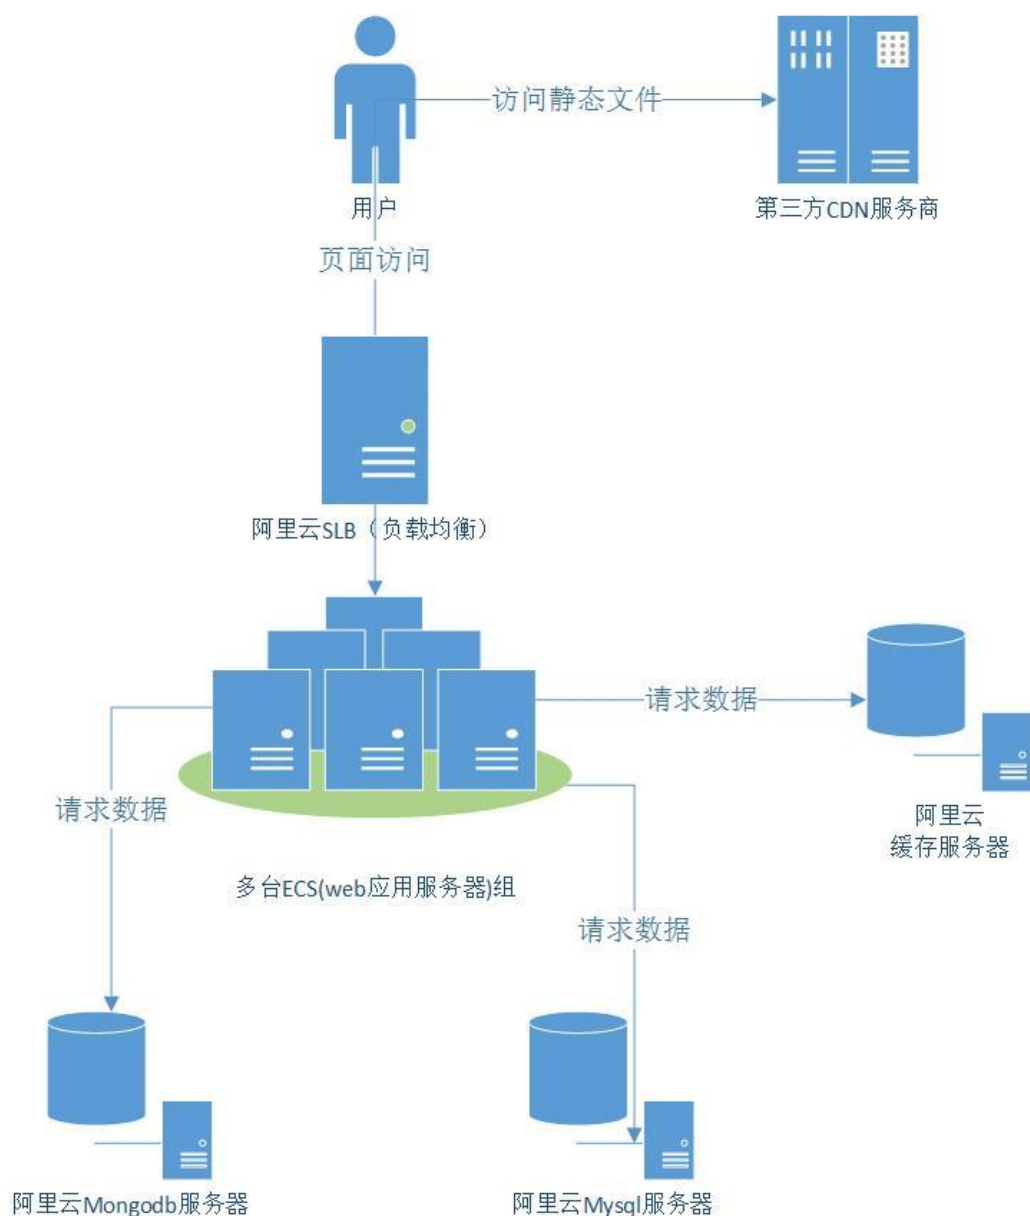 访问静态文件
用户
第三方CDN服务商
页面访问
阿里云SLB（负载均衡）
请求数据
阿里云
缓存服务器
请求数据
多台ECS(web应用服务器)组
请求数据
阿里云Mongodb服务器
阿里云Mysql服务器